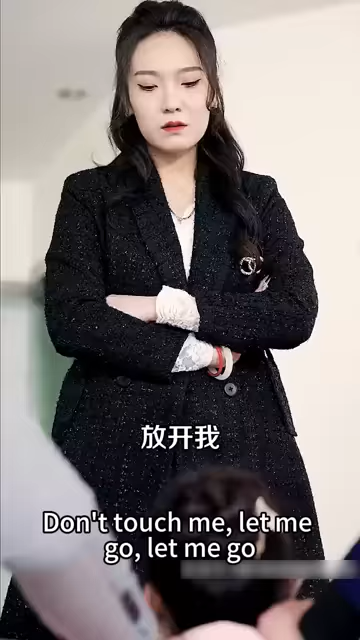 放开我
Don't touch me, let me
go, let me go